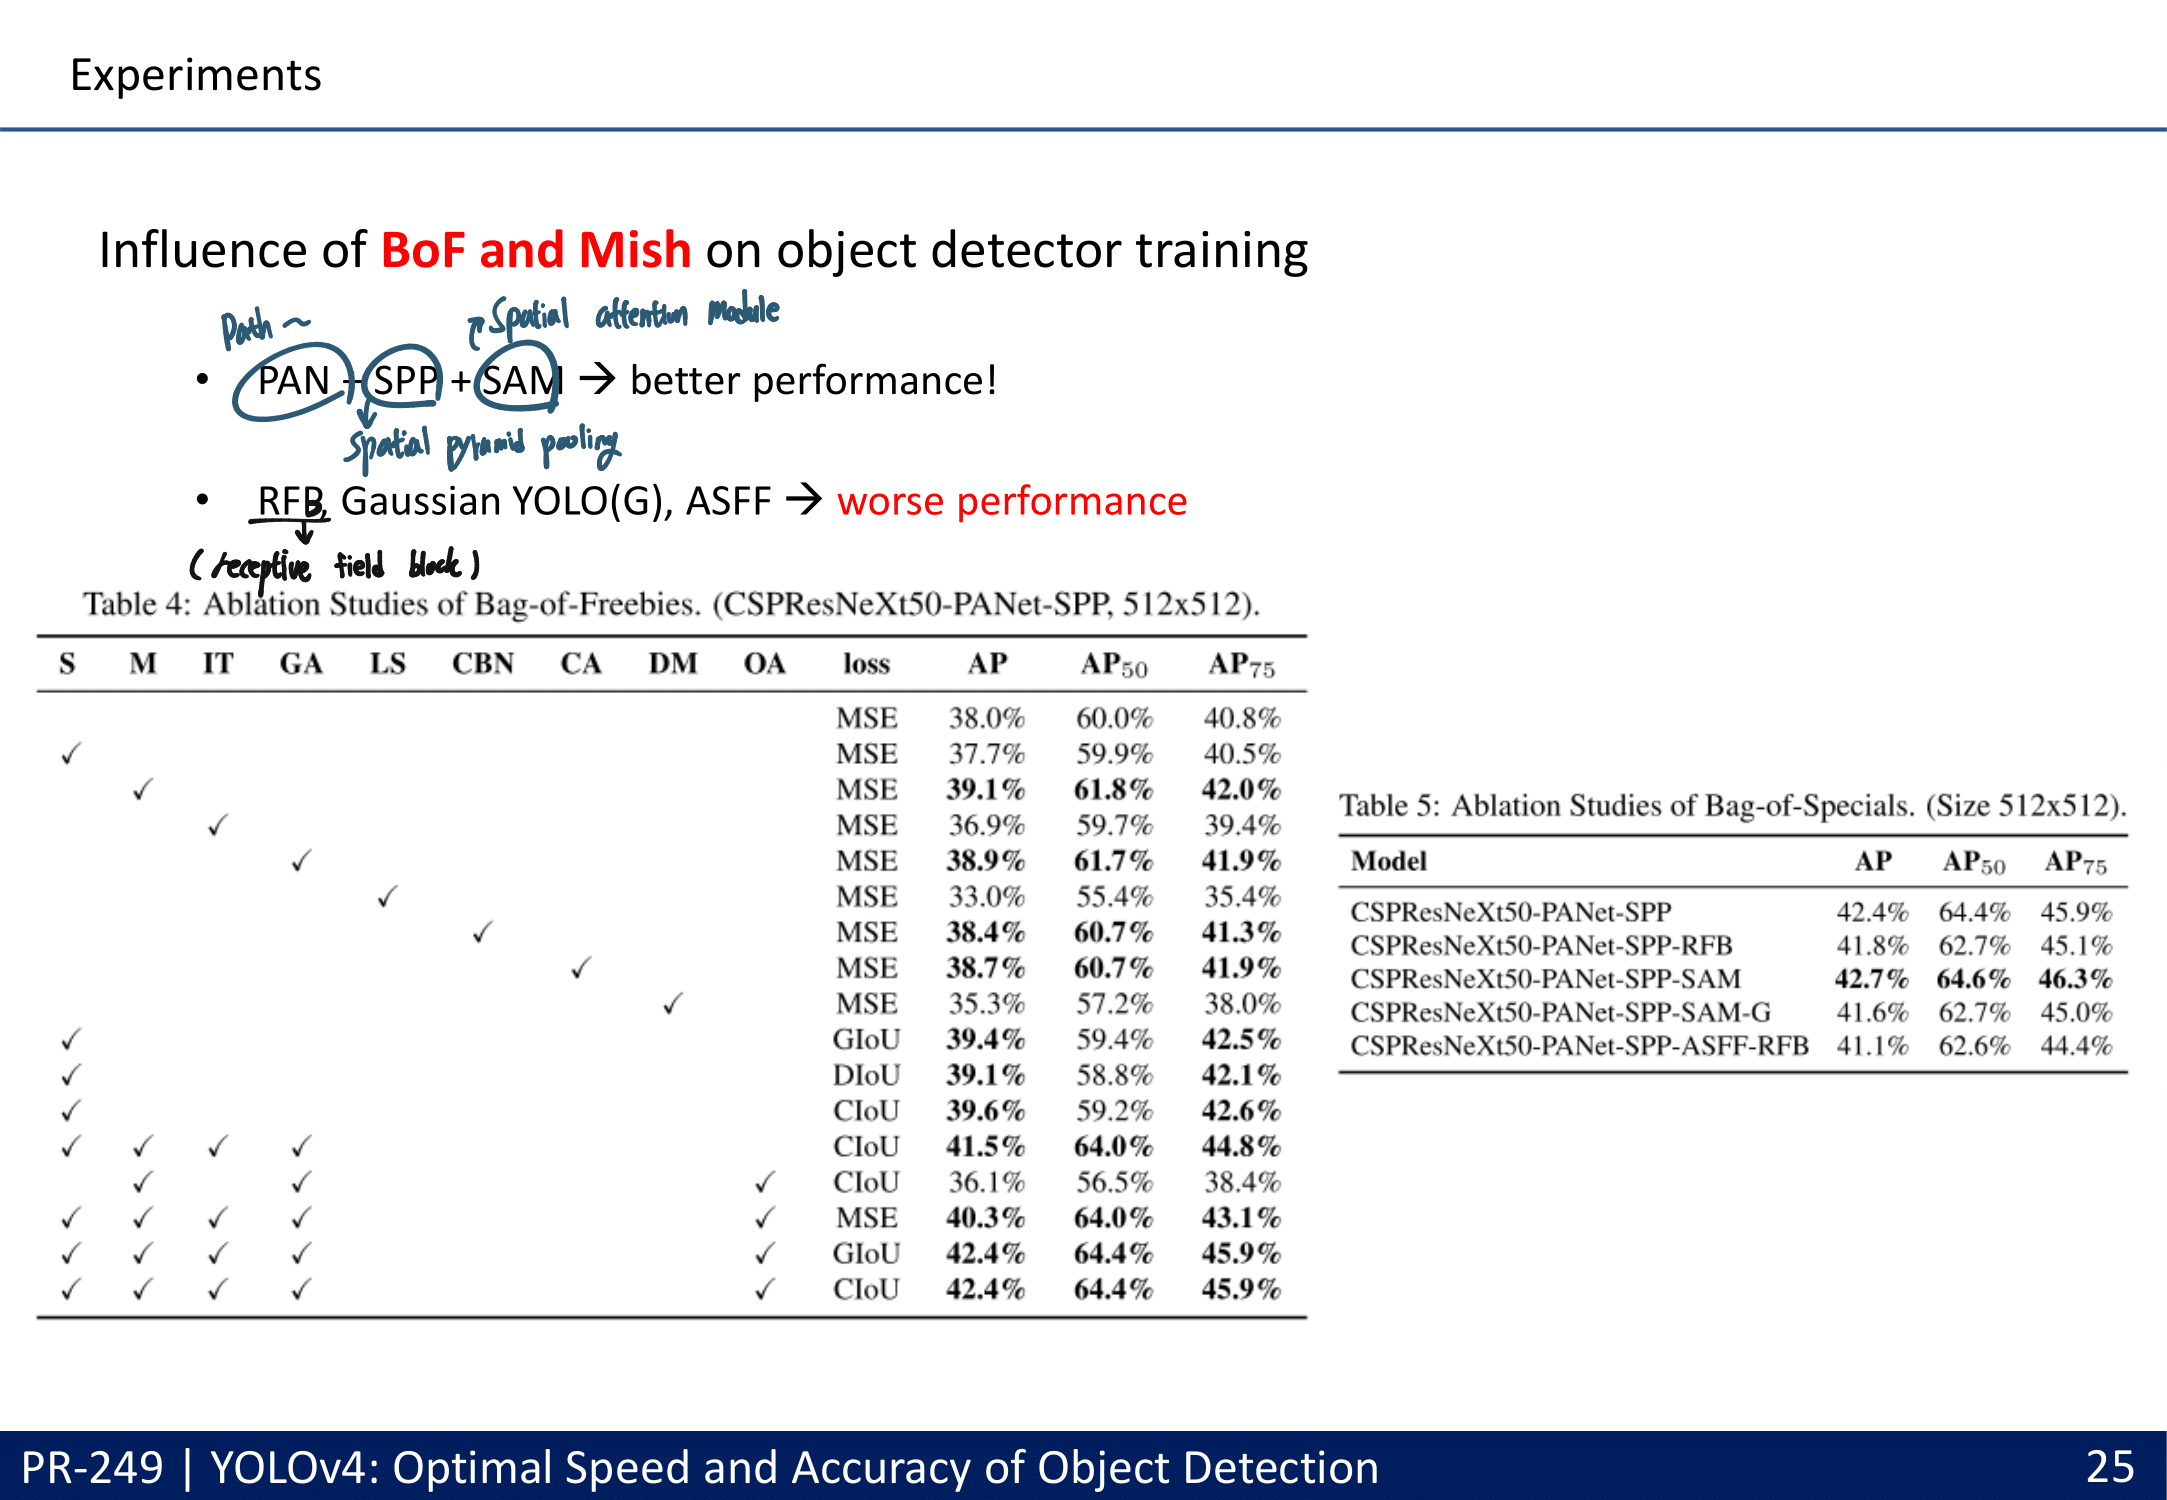 Experiments
Influence of BoF and Mish on object detector training
Path ~
Spatial attention module
• PAN + SPP + SAM → better performance!
spatial pyramid pooling
• RFB, Gaussian YOLO(G), ASFF → worse performance
(receptive field block)
Table 4: Ablation Studies of Bag-of-Freebies. (CSPResNeXt50-PANet-SPP, 512x512).
S M IT GA LS CBN CA DM OA loss AP AP50 AP75
MSE 38.0% 60.0% 40.8%
✓ MSE 37.7% 59.9% 40.5%
✓ MSE 39.1% 61.8% 42.0%
✓ MSE 36.9% 59.7% 39.4%
✓ MSE 38.9% 61.7% 41.9%
✓ MSE 33.0% 55.4% 35.4%
✓ MSE 38.4% 60.7% 41.3%
✓ MSE 38.7% 60.7% 41.9%
✓ MSE 35.3% 57.2% 38.0%
✓ GIoU 39.4% 59.4% 42.5%
✓ DIoU 39.1% 58.8% 42.1%
✓ CIoU 39.6% 59.2% 42.6%
✓ ✓ ✓ ✓ CIoU 41.5% 64.0% 44.8%
✓ ✓ ✓ CIoU 36.1% 56.5% 38.4%
✓ ✓ ✓ ✓ ✓ MSE 40.3% 64.0% 43.1%
✓ ✓ ✓ ✓ ✓ GIoU 42.4% 64.4% 45.9%
✓ ✓ ✓ ✓ ✓ CIoU 42.4% 64.4% 45.9%
Table 5: Ablation Studies of Bag-of-Specials. (Size 512x512).
Model AP AP50 AP75
CSPResNeXt50-PANet-SPP 42.4% 64.4% 45.9%
CSPResNeXt50-PANet-SPP-RFB 41.8% 62.7% 45.1%
CSPResNeXt50-PANet-SPP-SAM 42.7% 64.6% 46.3%
CSPResNeXt50-PANet-SPP-SAM-G 41.6% 62.7% 45.0%
CSPResNeXt50-PANet-SPP-ASFF-RFB 41.1% 62.6% 44.4%
PR-249 | YOLOv4: Optimal Speed and Accuracy of Object Detection
25